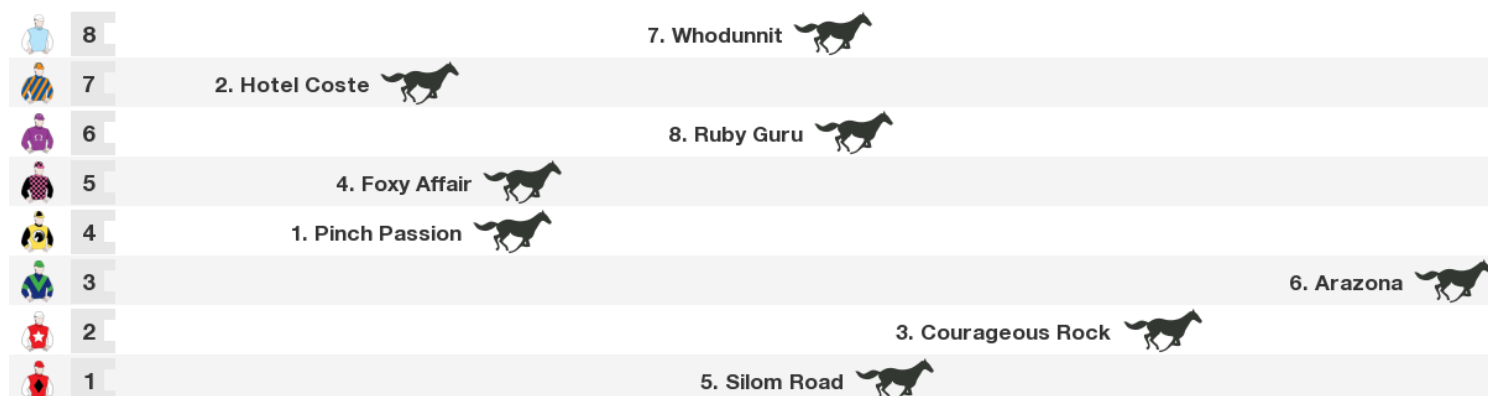 8 7. Whodunnit
7 2. Hotel Coste
6 8. Ruby Guru
5 4. Foxy Affair
4 1. Pinch Passion
3 6. Arazona
2 3. Courageous Rock
1 5. Silom Road